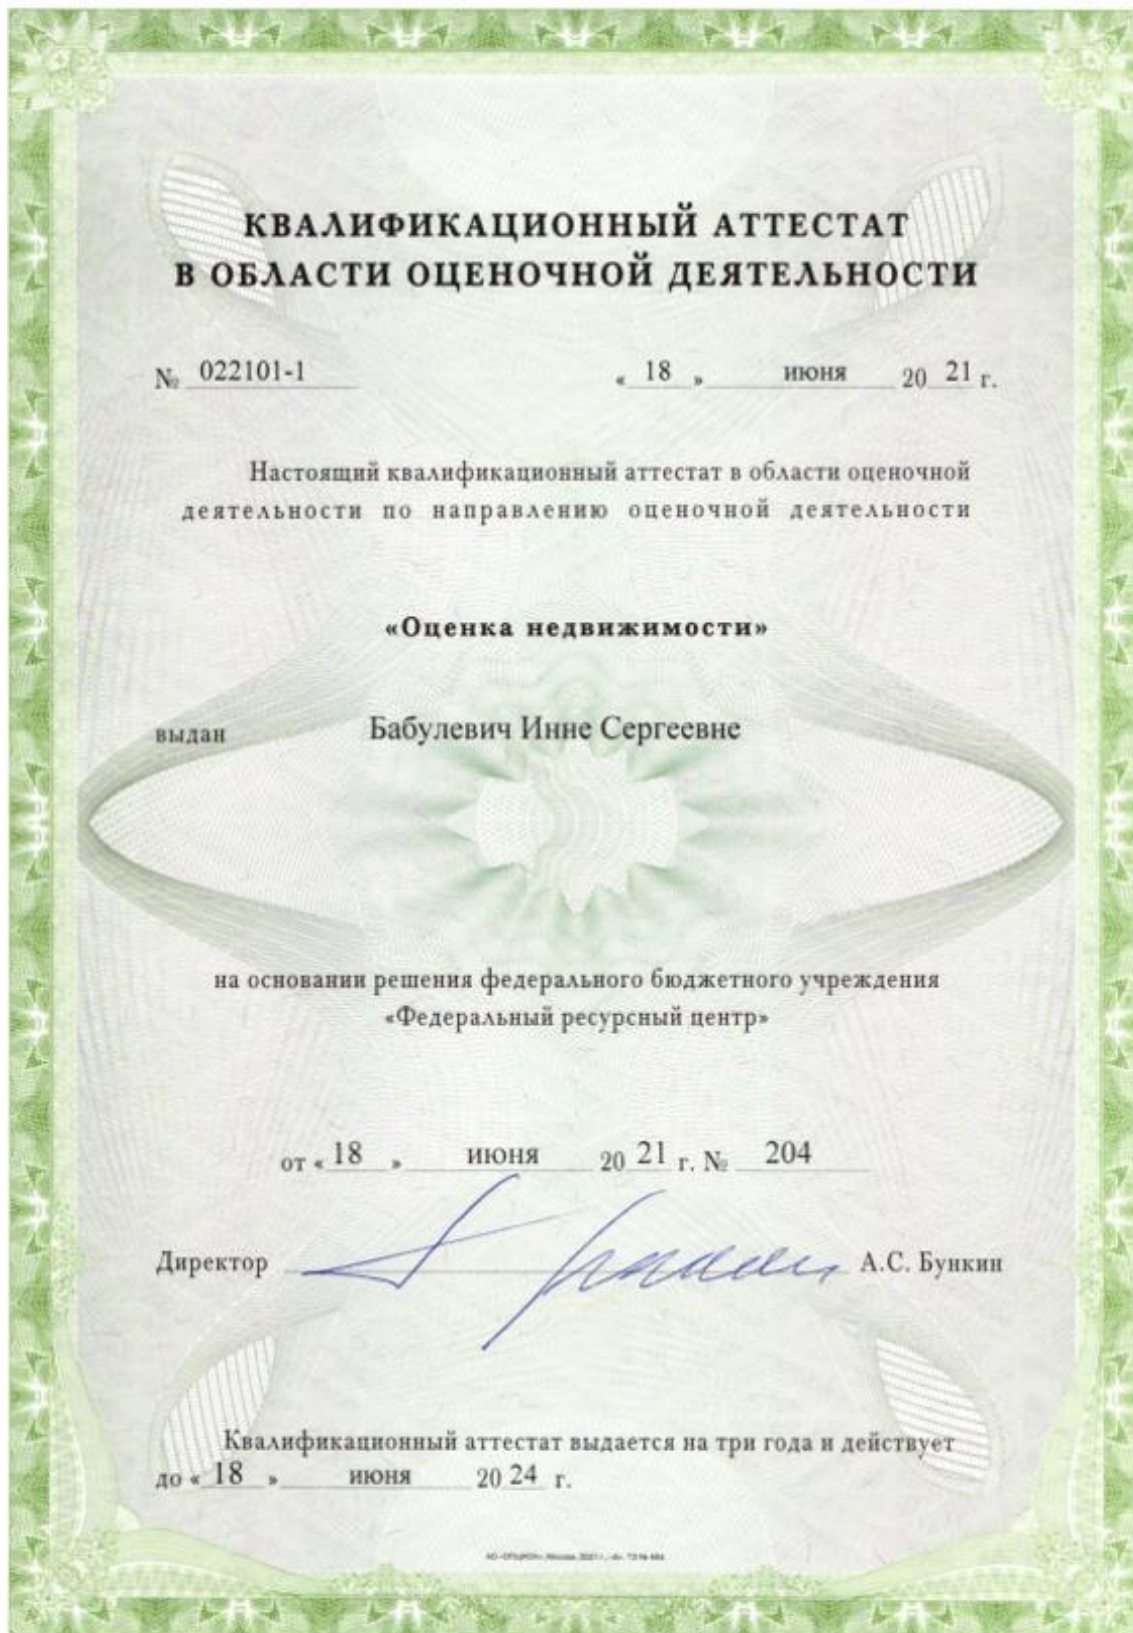 КВАЛИФИКАЦИОННЫЙ АТТЕСТАТ
В ОБЛАСТИ ОЦЕНОЧНОЙ ДЕЯТЕЛЬНОСТИ
№ 022101-1 « 18 » июня 20 21 г.
Настоящий квалификационный аттестат в области оценочной
деятельности по направлению оценочной деятельности
«Оценка недвижимости»
выдан Бабулевич Инне Сергеевне
на основании решения федерального бюджетного учреждения
«Федеральный ресурсный центр»
от « 18 » июня 20 21 г. № 204
Директор А.С. Бункин
Квалификационный аттестат выдается на три года и действует
до « 18 » июня 20 24 г.